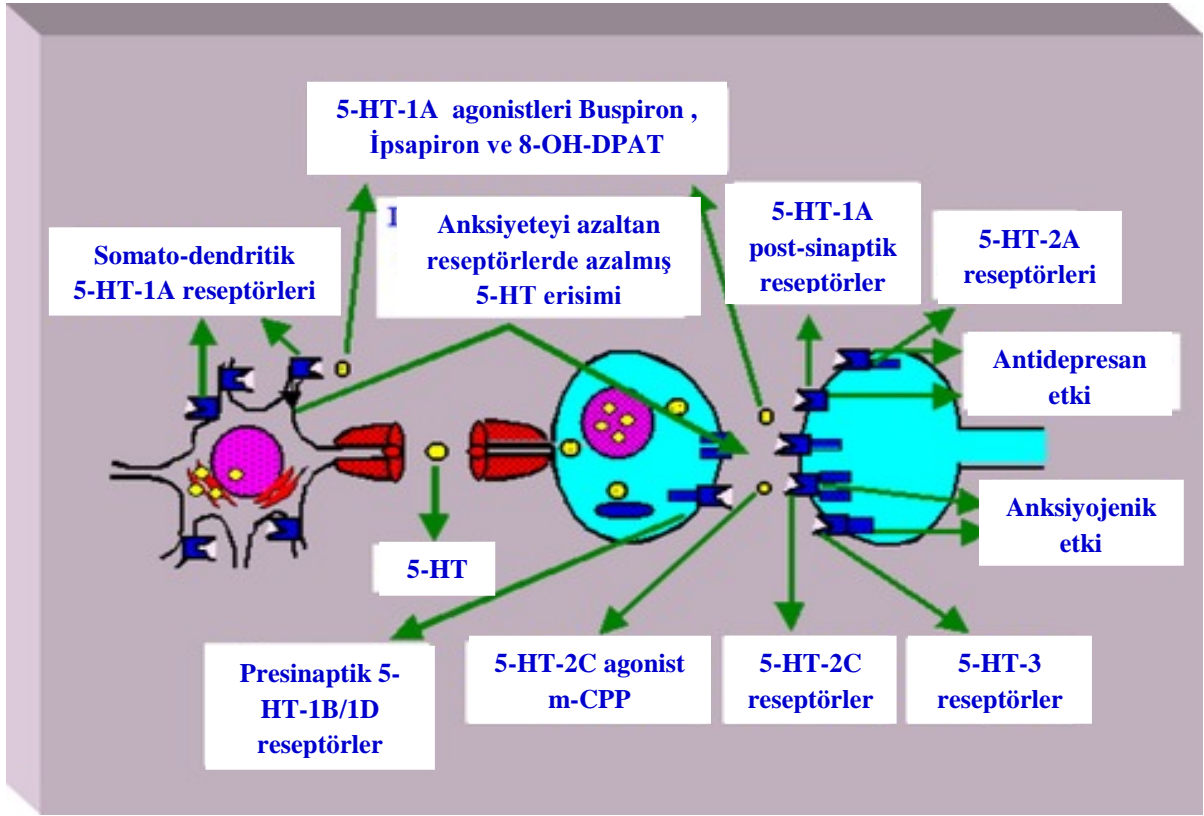 5-HT-1A agonistleri Buspiron ,
İpsapiron ve 8-OH-DPAT
Somato-dendritik
5-HT-1A reseptörleri
Anksiyeteyi azaltan
reseptörlerde azalmış
5-HT erisimi
5-HT-1A
post-sinaptik
reseptörler
5-HT-2A
reseptörleri
Antidepresan
etki
Anksiyojenik
etki
5-HT
Presinaptik 5-
HT-1B/1D
reseptörler
5-HT-2C agonist
m-CPP
5-HT-2C
reseptörler
5-HT-3
reseptörler